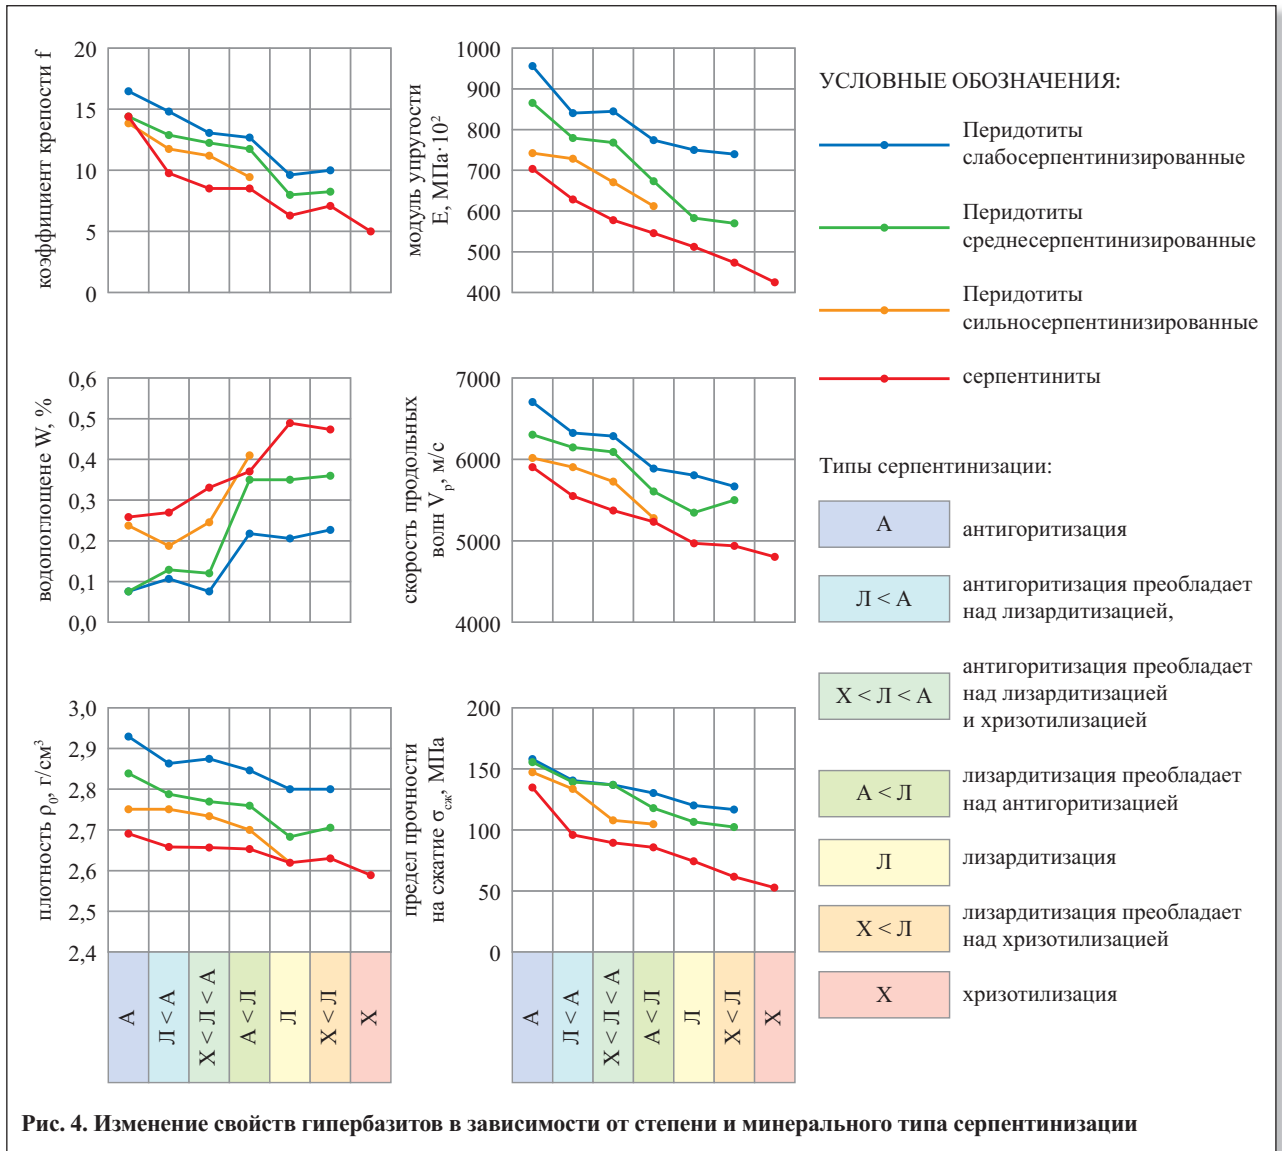 20
15
10
5
0
коэффициент крепости f
1000
900
800
700
600
500
400
модуль упругости
E, МПа·10²
0,6
0,5
0,4
0,3
0,2
0,1
0,0
водопоглощене W, %
7000
6000
5000
4000
скорость продольных
волн Vₚ, м/с
3,0
2,9
2,8
2,7
2,6
2,5
2,4
плотность ρ₀, г/см³
200
150
100
50
0
предел прочности
на сжатие σсж, МПа
А
Л < А
Х < Л < А
А < Л
Л
Х < Л
Х
А
Л < А
Х < Л < А
А < Л
Л
Х < Л
Х
УСЛОВНЫЕ ОБОЗНАЧЕНИЯ:
Перидотиты
слабосерпентинизированные
Перидотиты
среднесерпентинизированные
Перидотиты
сильносерпентинизированные
серпентиниты
Типы серпентинизации:
А
антигоритизация
Л < А
антигоритизация преобладает
над лизардитизацией,
Х < Л < А
антигоритизация преобладает
над лизардитизацией
и хризотилизацией
А < Л
лизардитизация преобладает
над антигоритизацией
Л
лизардитизация
Х < Л
лизардитизация преобладает
над хризотилизацией
Х
хризотилизация
Рис. 4. Изменение свойств гипербазитов в зависимости от степени и минерального типа серпентинизации